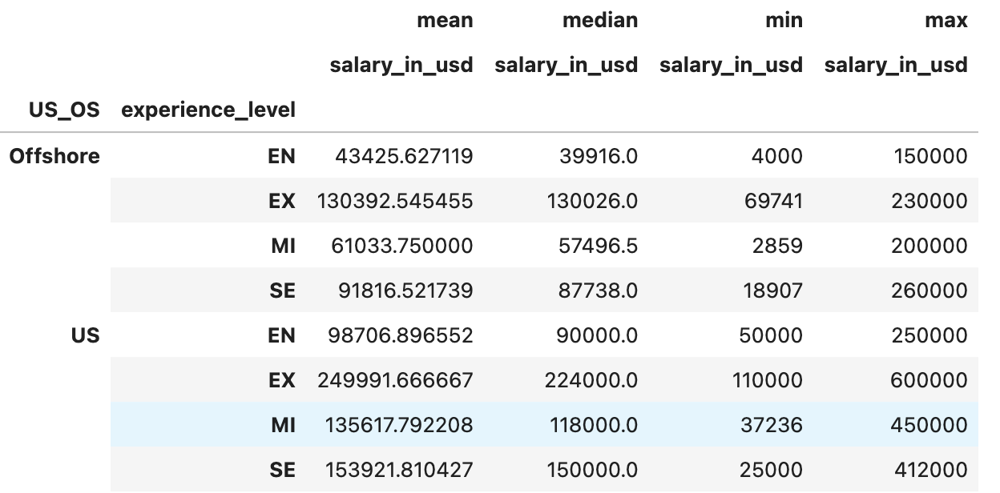 mean median min max
salary_in_usd salary_in_usd salary_in_usd salary_in_usd
US_OS experience_level
Offshore EN 43425.627119 39916.0 4000 150000
EX 130392.545455 130026.0 69741 230000
MI 61033.750000 57496.5 2859 200000
SE 91816.521739 87738.0 18907 260000
US EN 98706.896552 90000.0 50000 250000
EX 249991.666667 224000.0 110000 600000
MI 135617.792208 118000.0 37236 450000
SE 153921.810427 150000.0 25000 412000